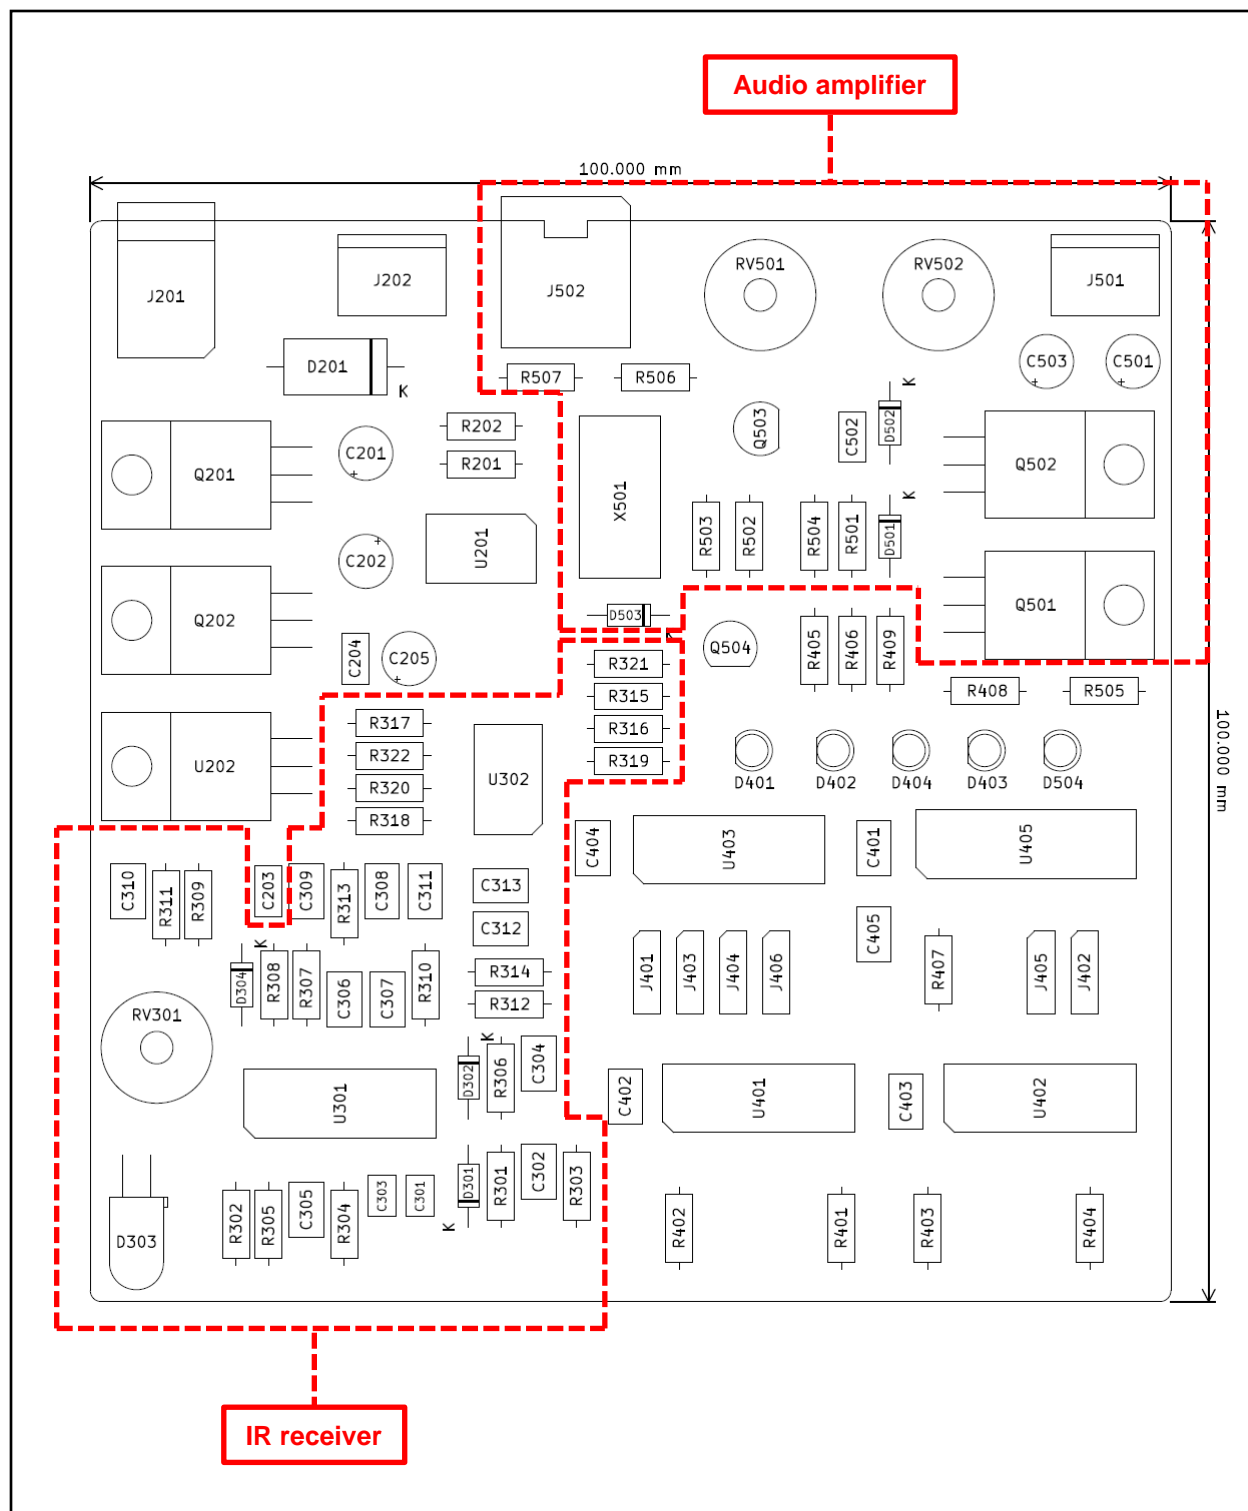 Audio amplifier
100.000 mm
J201
J202
J502
RV501
RV502
J501
D201
K
R507
R506
C503
+
C501
+
K
R202
R201
C201
+
Q201
X501
Q503
C502
D502
Q502
K
U201
R503
R502
R504
R501
D501
C202
+
Q202
D503
K
Q501
C204
C205
+
Q504
R405
R406
R409
R321
R315
R316
R319
R408
R505
100.000 mm
R317
R322
R320
R318
U302
U202
D401
D402
D404
D403
D504
C404
U403
C401
U405
C310
R311
R309
C203
C309
R313
C308
C311
C313
C312
C405
K
D304
R308
R307
C306
C307
R310
R314
R312
J401
J403
J404
J406
R407
J405
J402
RV301
K
D302
R306
C304
U301
C402
U401
C403
U402
D303
R302
R305
C305
R304
C303
C301
D301
K
R301
C302
R303
R402
R401
R403
R404
IR receiver